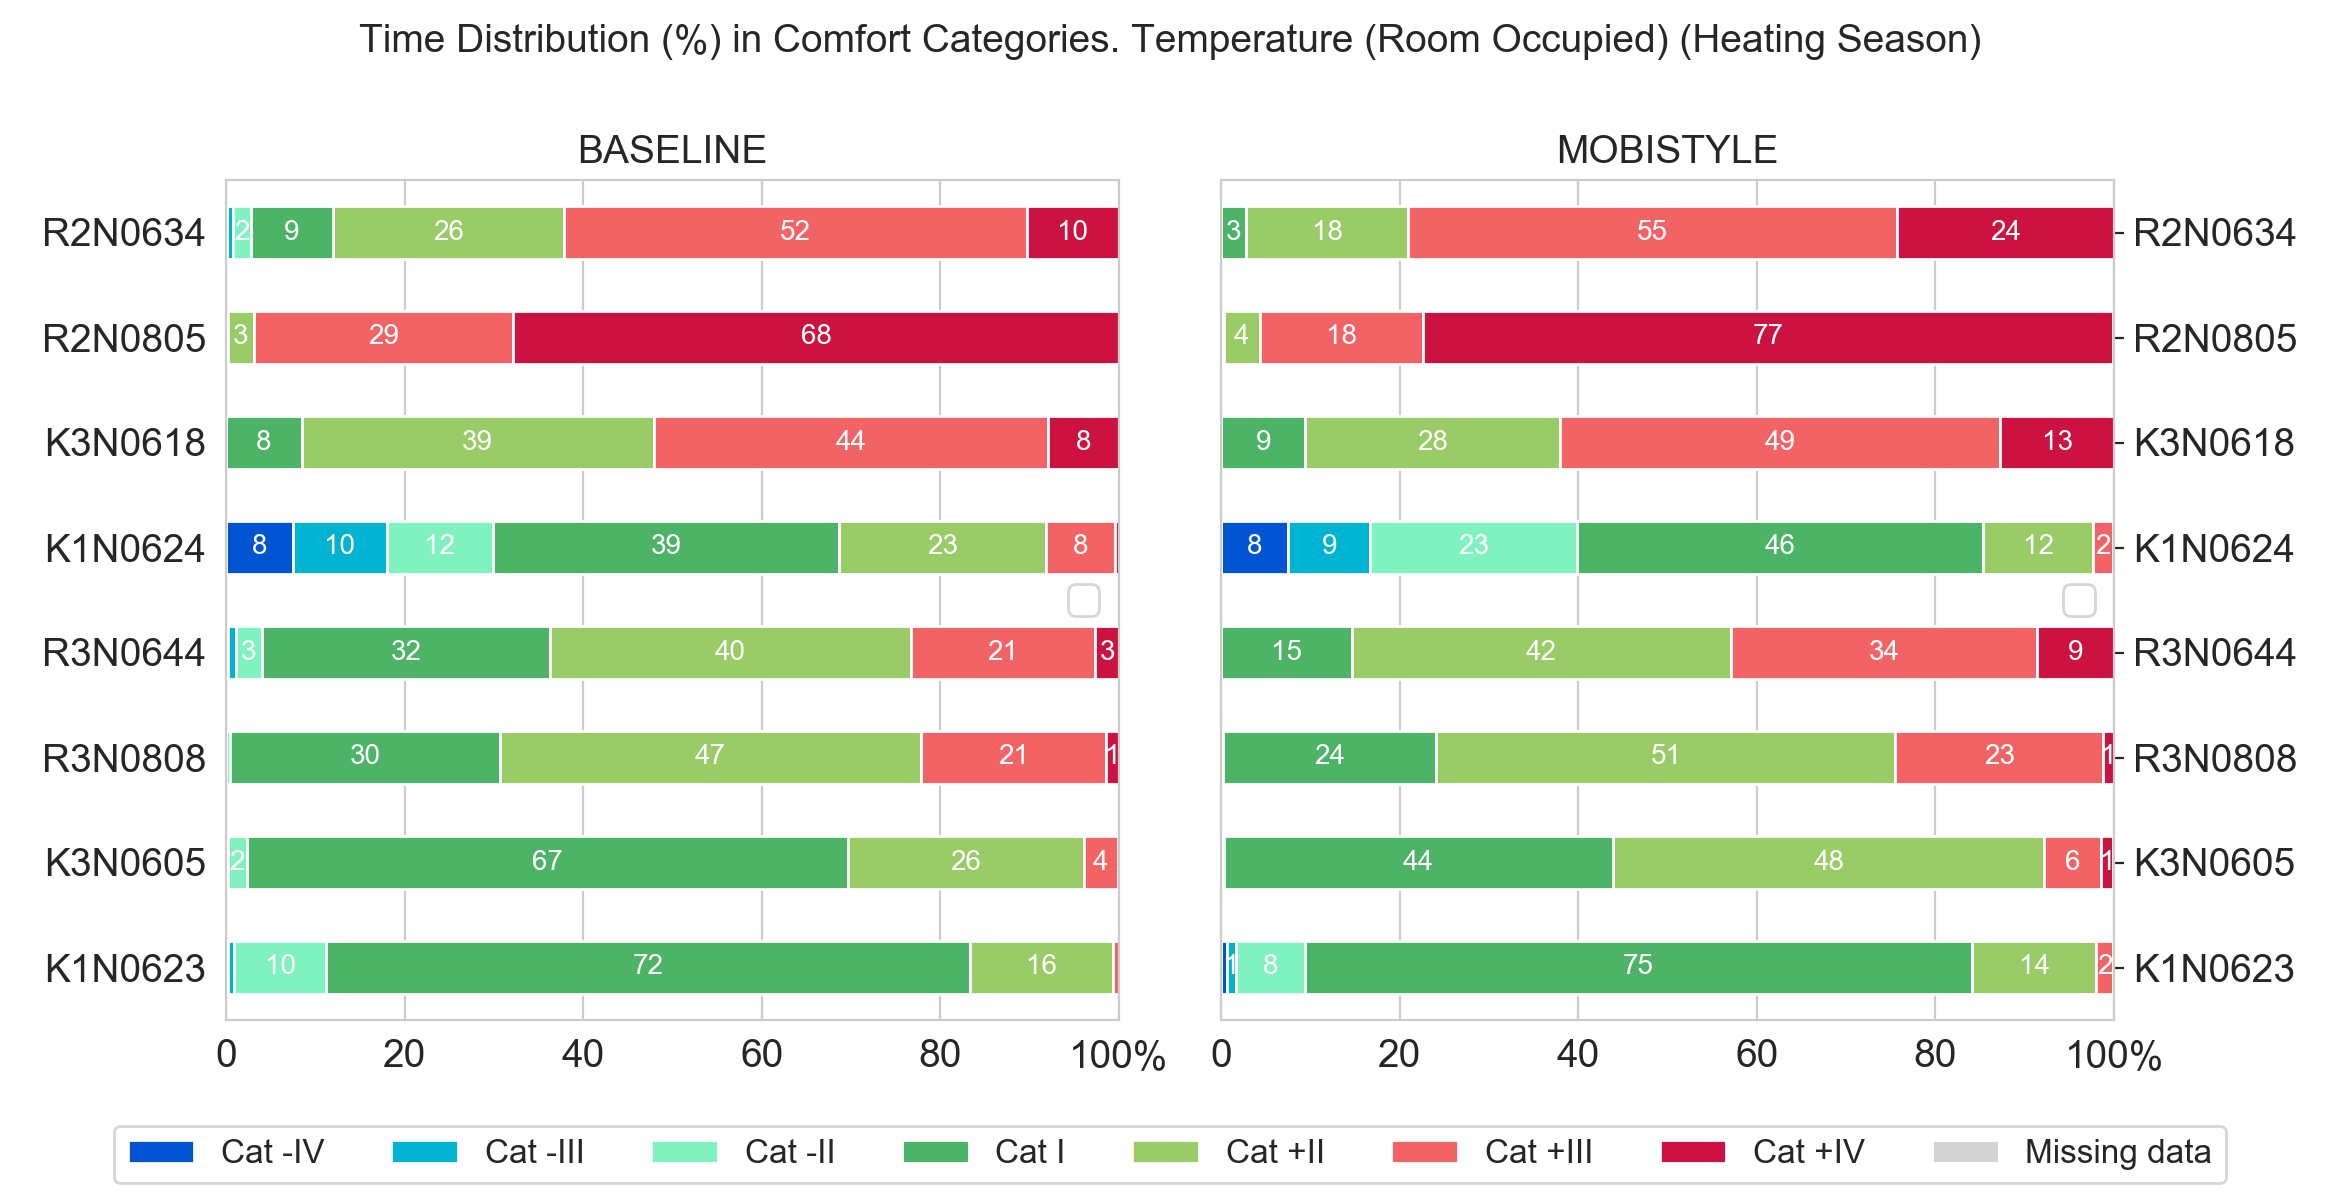 Time Distribution (%) in Comfort Categories. Temperature (Room Occupied) (Heating Season)
BASELINE
MOBISTYLE
R2N0634 2 9 26 52 10 3 18 55 24 R2N0634
R2N0805 3 29 68 4 18 77 R2N0805
K3N0618 8 39 44 8 9 28 49 13 K3N0618
K1N0624 8 10 12 39 23 8 8 9 23 46 12 2 K1N0624
R3N0644 3 32 40 21 3 15 42 34 9 R3N0644
R3N0808 30 47 21 1 24 51 23 1 R3N0808
K3N0605 2 67 26 4 44 48 6 1 K3N0605
K1N0623 10 72 16 1 8 75 14 2 K1N0623
0 20 40 60 80 100% 0 20 40 60 80 100%
Cat -IV Cat -III Cat -II Cat I Cat +II Cat +III Cat +IV Missing data